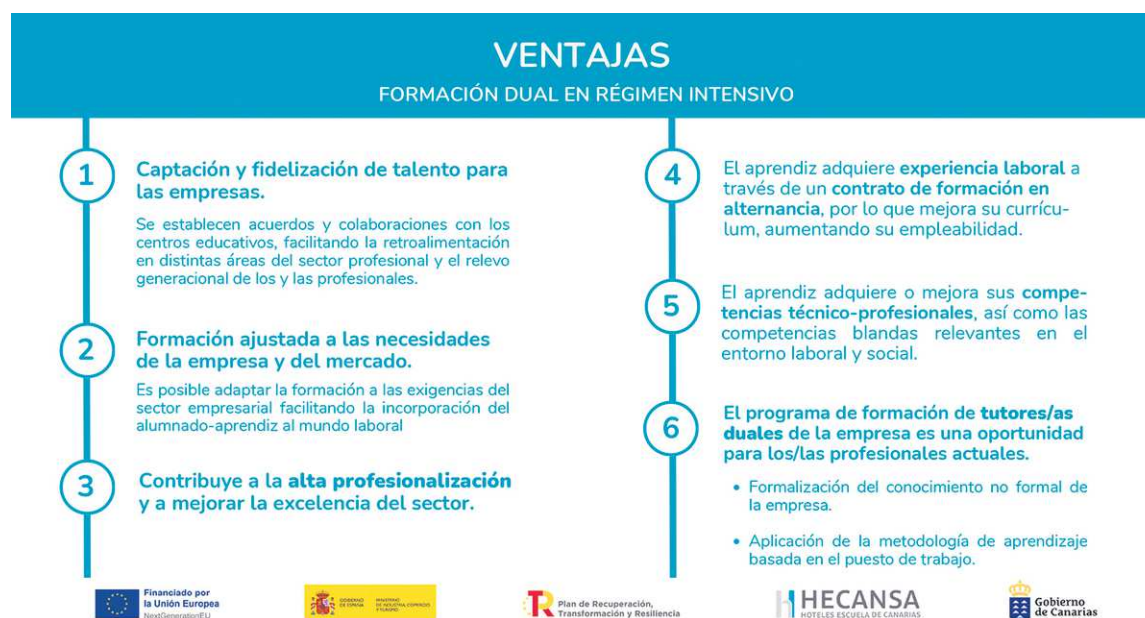 VENTAJAS
FORMACIÓN DUAL EN RÉGIMEN INTENSIVO
1
Captación y fidelización de talento para
las empresas.
Se establecen acuerdos y colaboraciones con los
centros educativos, facilitando la retroalimentación
en distintas áreas del sector profesional y el relevo
generacional de los y las profesionales.
2
Formación ajustada a las necesidades
de la empresa y del mercado.
Es posible adaptar la formación a las exigencias del
sector empresarial facilitando la incorporación del
alumnado-aprendiz al mundo laboral
3
Contribuye a la alta profesionalización
y a mejorar la excelencia del sector.
4
El aprendiz adquiere experiencia laboral a
través de un contrato de formación en
alternancia, por lo que mejora su currícu-
lum, aumentando su empleabilidad.
5
El aprendiz adquiere o mejora sus compe-
tencias técnico-profesionales, así como las
competencias blandas relevantes en el
entorno laboral y social.
6
El programa de formación de tutores/as
duales de la empresa es una oportunidad
para los/las profesionales actuales.
• Formalización del conocimiento no formal de
la empresa.
• Aplicación de la metodología de aprendizaje
basada en el puesto de trabajo.
Financiado por
la Unión Europea
NextGenerationEU
GOBIERNO
DE ESPAÑA
MINISTERIO
DE INDUSTRIA, COMERCIO
Y TURISMO
Plan de Recuperación,
Transformación y Resiliencia
HECANSA
HOTELES ESCUELA DE CANARIAS
Gobierno
de Canarias